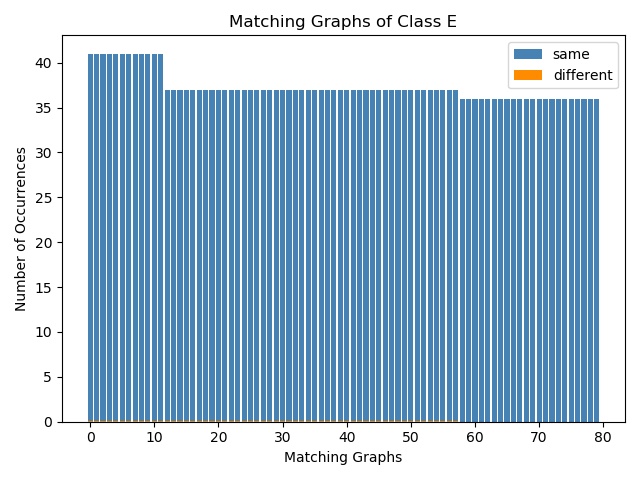 Matching Graphs of Class E
same
different
Number of Occurrences
40
35
30
25
20
15
10
5
0
0 10 20 30 40 50 60 70 80
Matching Graphs